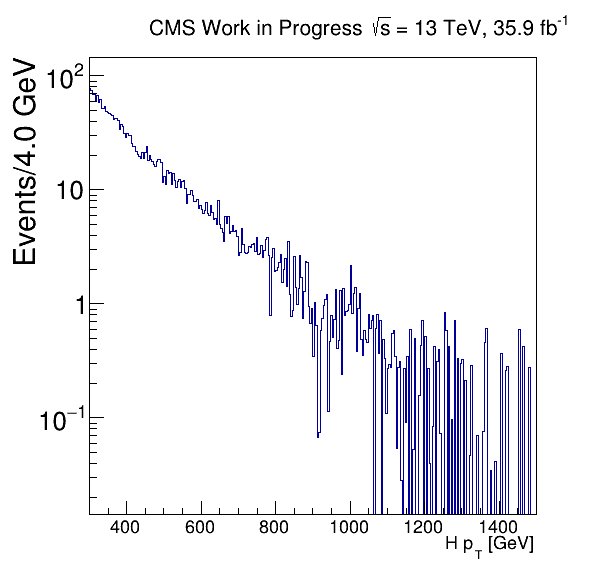 CMS Work in Progress √s = 13 TeV, 35.9 fb⁻¹
Events/4.0 GeV
10²
10
1
10⁻¹
400 600 800 1000 1200 1400
H p_T [GeV]